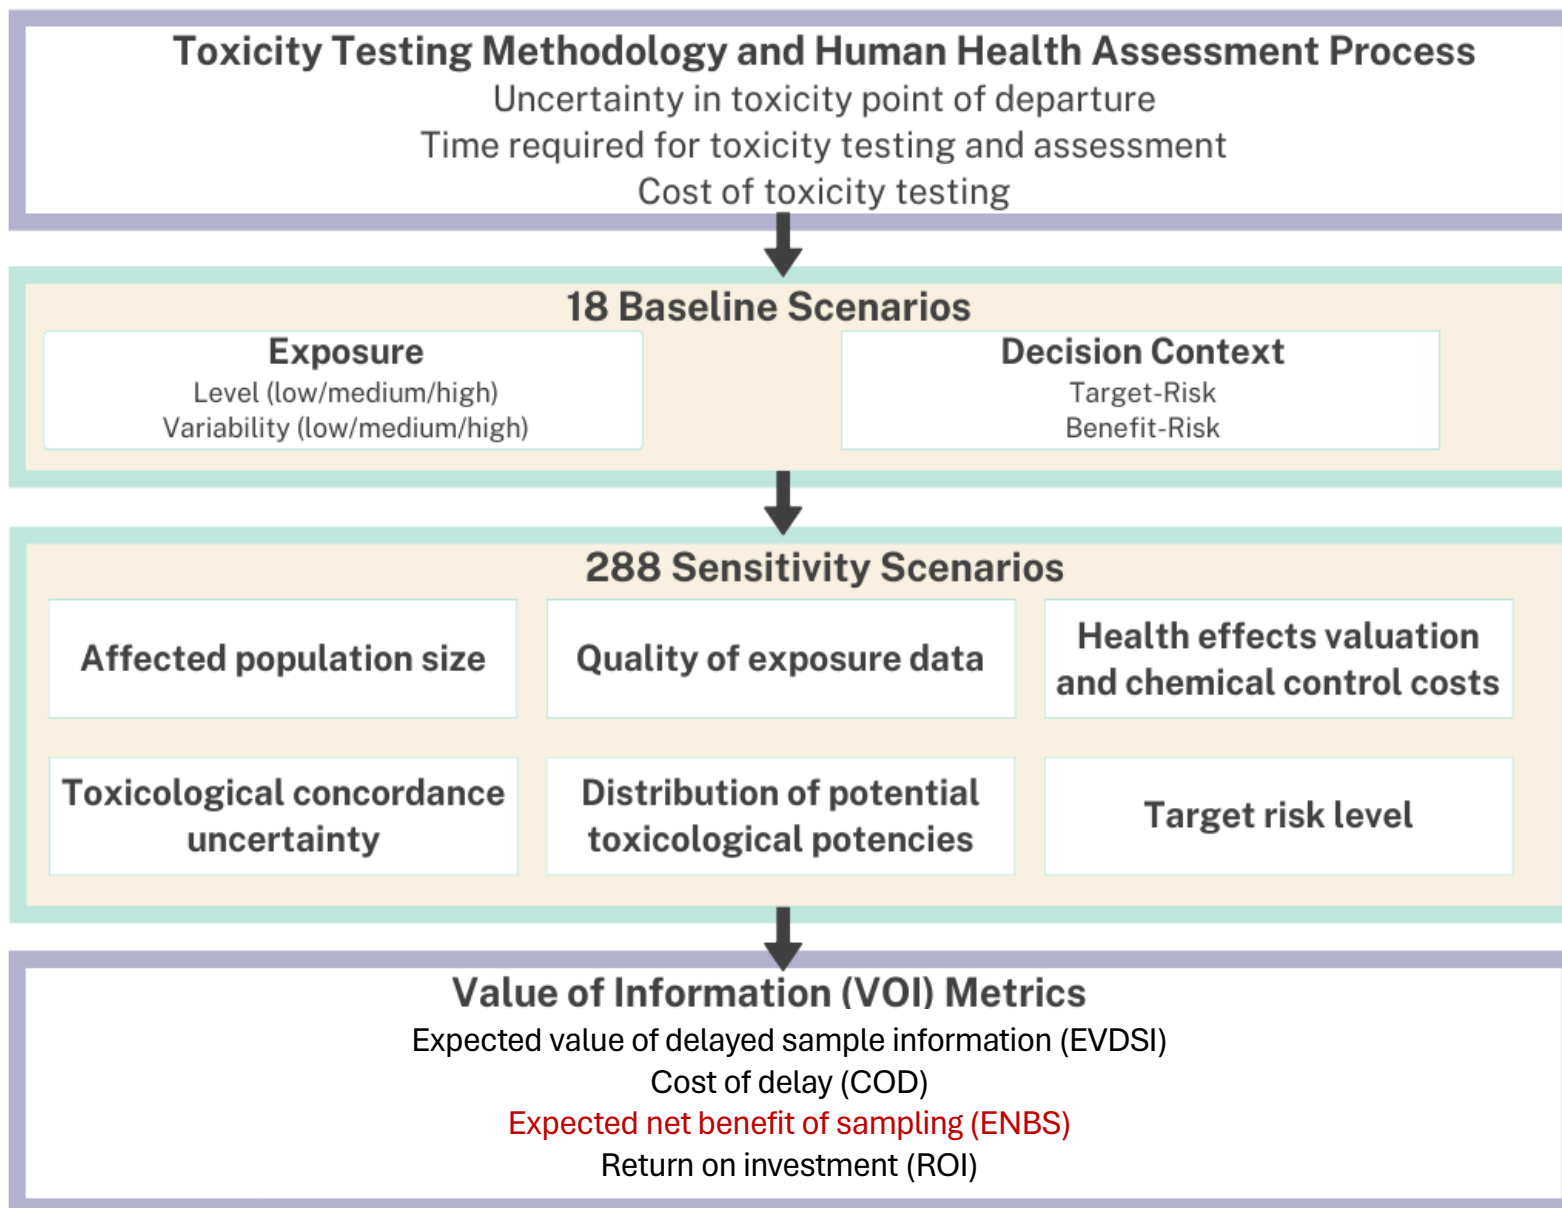 Toxicity Testing Methodology and Human Health Assessment Process
Uncertainty in toxicity point of departure
Time required for toxicity testing and assessment
Cost of toxicity testing
18 Baseline Scenarios
Exposure
Level (low/medium/high)
Variability (low/medium/high)
Decision Context
Target-Risk
Benefit-Risk
288 Sensitivity Scenarios
Affected population size
Quality of exposure data
Health effects valuation
and chemical control costs
Toxicological concordance
uncertainty
Distribution of potential
toxicological potencies
Target risk level
Value of Information (VOI) Metrics
Expected value of delayed sample information (EVDSI)
Cost of delay (COD)
Expected net benefit of sampling (ENBS)
Return on investment (ROI)